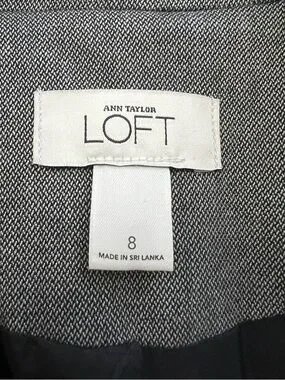 ANN TAYLOR
LOFT
8
MADE IN SRI LANKA